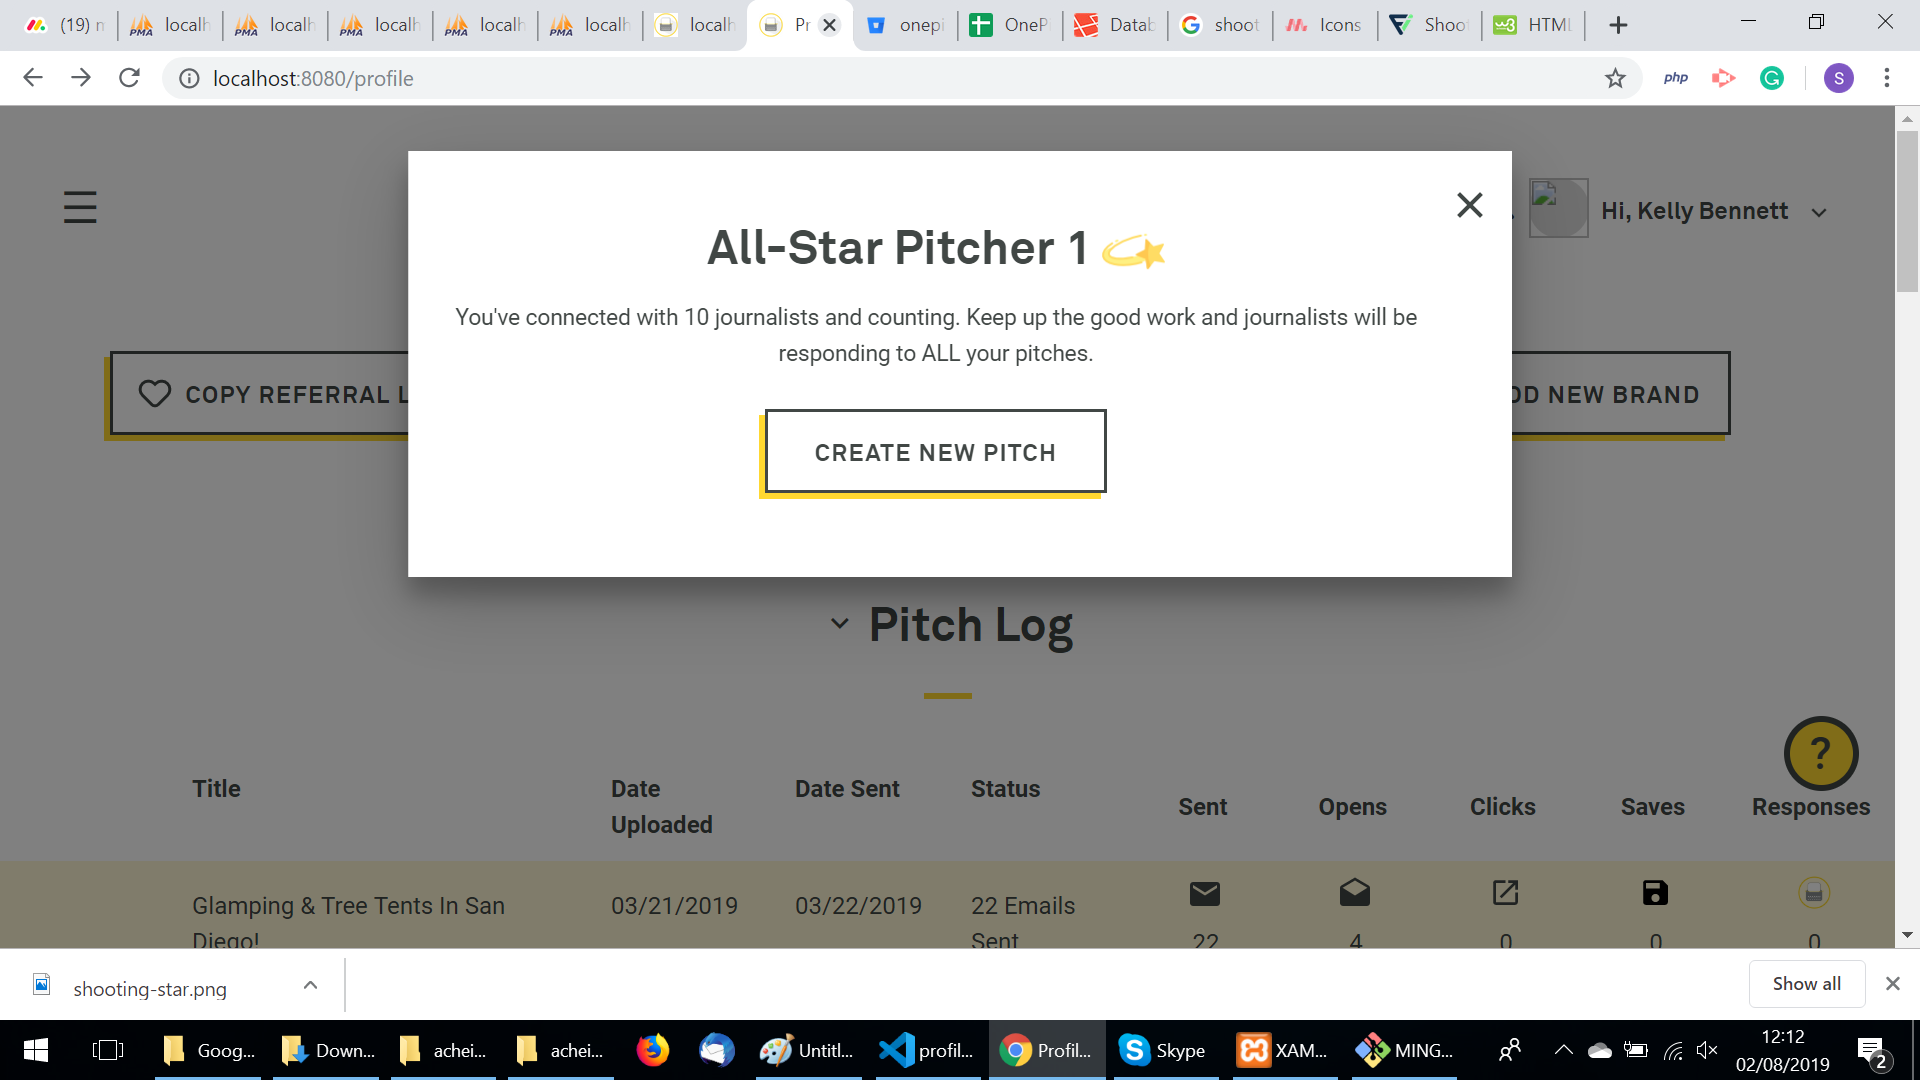 (19) n
localh
localh
localh
localh
localh
localh
Pr
onepi
OneP
Datab
shoot
Icons
Shoo
HTML
localhost:8080/profile
php
S
All-Star Pitcher 1
Hi, Kelly Bennett
You've connected with 10 journalists and counting. Keep up the good work and journalists will be
responding to ALL your pitches.
COPY REFERRAL L
DD NEW BRAND
CREATE NEW PITCH
Pitch Log
?
Title
Date
Uploaded
Date Sent
Status
Sent
Opens
Clicks
Saves
Responses
Glamping & Tree Tents In San
Diego!
03/21/2019
03/22/2019
22 Emails
Sent
22
4
0
0
0
shooting-star.png
Show all
Goog...
Down...
achei...
achei...
Untitl...
profil...
Profil...
Skype
XAM...
MING...
12:12
02/08/2019
2